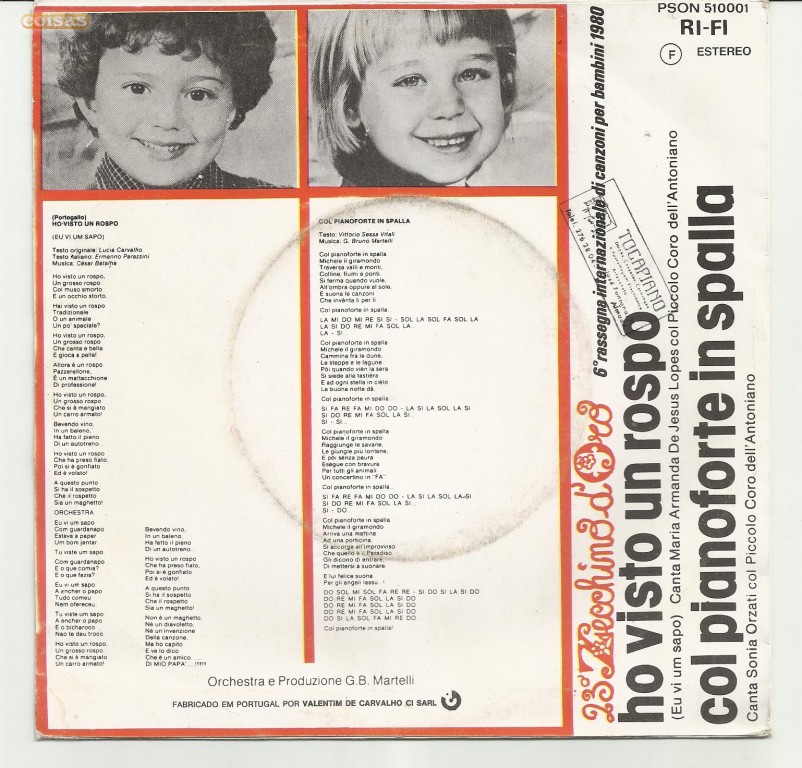 coisas
PSON 510001
RI-FI
F ESTEREO
(Portogallo)
HO VISTO UN ROSPO
(EU VI UM SAPO)
Testo originale: Lucia Carvalho
Testo italiano: Ermanno Parazzini
Musica: César Batalha
Ho visto un rospo,
Un grosso rospo
Col muso smorto
E un occhio storto.
Hai visto un rospo
Tradizionale
O un animale
Un po' speciale?
Ho visto un rospo,
Un grosso rospo
Che canta e balla
E gioca a palla!
Allora è un rospo
Pazzerellone,
È un mattacchione
Di professione!
Ho visto un rospo,
Un grosso rospo
Che si è mangiato
Un carro armato!
Bevendo vino,
In un baleno,
Ha fatto il pieno
Di un autotreno...
Ho visto un rospo
Che ha preso fiato,
Poi si è gonfiato
Ed è volato!
A questo punto
Si ha il sospetto
Che il rospetto
Sia un maghetto!
ORCHESTRA
Eu vi um sapo
Com guardanapo
Estava a papar
Um bom jantar
Tu viste um sapo
Com guardanapo
E o que comia?
E o que fazia?
Eu vi um sapo
A encher o papo
Tudo comeu
Nem ofereceu
Tu viste um sapo
A encher o papo
E o bicharoco
Nao te deu troco.
Ho visto un rospo,
Un grosso rospo
Che si è mangiato
Un carro armato!
Bevendo vino,
In un baleno,
Ha fatto il pieno
Di un autotreno.
Ho visto un rospo
Che ha preso fiato,
Poi si è gonfiato
Ed è volato!
A questo punto
Si ha il sospetto
Che il rospetto
Sia un maghetto!
Non è un maghetto,
Né un diavoletto,
Né un'invenzione
Della canzone.
Ma ho capito
E ve lo dico
Che è un amico........
DI MIO PAPA'....!!!!!!!
COL PIANOFORTE IN SPALLA
Testo: Vittorio Sessa Vitali
Musica: G. Bruno Martelli
Col pianoforte in spalla
Michele il giramondo
Traversa valli e monti,
Colline, fiumi e ponti.
Si ferma quando vuole,
All'ombra oppure al sole,
E suona le canzoni
Che inventa lì per lì.
Col pianoforte in spalla...
LA MI DO MI RE SI SI - SOL LA SOL FA SOL LA
LA SI DO RE MI FA SOL LA...
LA - SI...
Col pianoforte in spalla
Michele il giramondo
Cammina fra le dune,
Le steppe e le lagune.
Poi quando vien la sera
Si siede alla tastiera
E ad ogni stella in cielo
La buona notte dà.
Col pianoforte in spalla...
SI FA RE FA MI DO DO - LA SI LA SOL LA SI
SI DO RE MI FA SOL LA SI...
SI - SI...
Col pianoforte in spalla
Michele il giramondo
Raggiunge le savane,
Le giungle più lontane,
E poi senza paura
Esegue con bravura
Per tutti gli animali
Un concertino in "FA".
Col pianoforte in spalla...
SI FA RE FA MI DO DO - LA SI LA SOL LA-SI
SI DO RE MI FA SOL LA SI...
SI - DO...
Col pianoforte in spalla
Michele il giramondo
Arriva una mattina
Ad una porticina.
Si accorge all'improvviso
Che quello è il Paradiso
Gli dicono di entrare,
Di mettersi a suonare.
E lui felice suona
Per gli angeli lassu...!
DO SOL MI SOL FA RE RE - SI DO SI LA SI DO
DO RE MI FA SOL LA SI DO
DO RE MI FA SOL LA SI DO
DO RE MI FA SOL LA SI DO
DO SI LA SOL FA MI RE DO
Col pianoforte in spalla!
Orchestra e Produzione G.B. Martelli
FABRICADO EM PORTUGAL POR VALENTIM DE CARVALHO CI SARL
6ª rassegna internazionale di canzoni per bambini 1980
23º Zecchino d'Oro
TOCAPIANO
ho visto un rospo
(Eu vi um sapo) Canta Maria Armanda De Jesus Lopes col Piccolo Coro dell'Antoniano
col pianoforte in spalla
Canta Sonia Orzati col Piccolo Coro dell'Antoniano